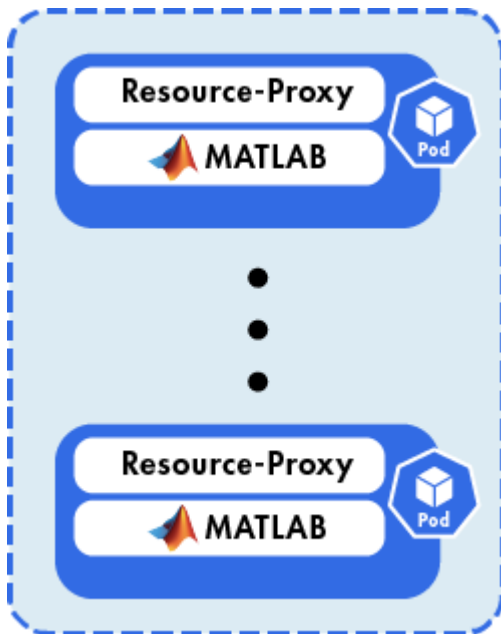 Resource-Proxy
MATLAB
Pod
Resource-Proxy
MATLAB
Pod